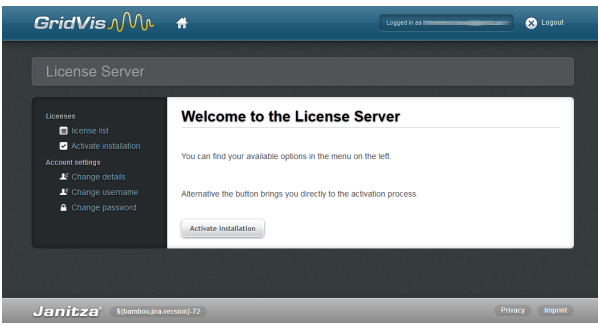 GridVis
Logged in as
Logout
License Server
Licenses
license list
Activate installation
Account settings
Change details
Change username
Change password
Welcome to the License Server
You can find your available options in the menu on the left.
Alternative the button brings you directly to the activation process.
Activate Installation
Janitza®
${bamboo.jira.version}-72
Privacy
Imprint